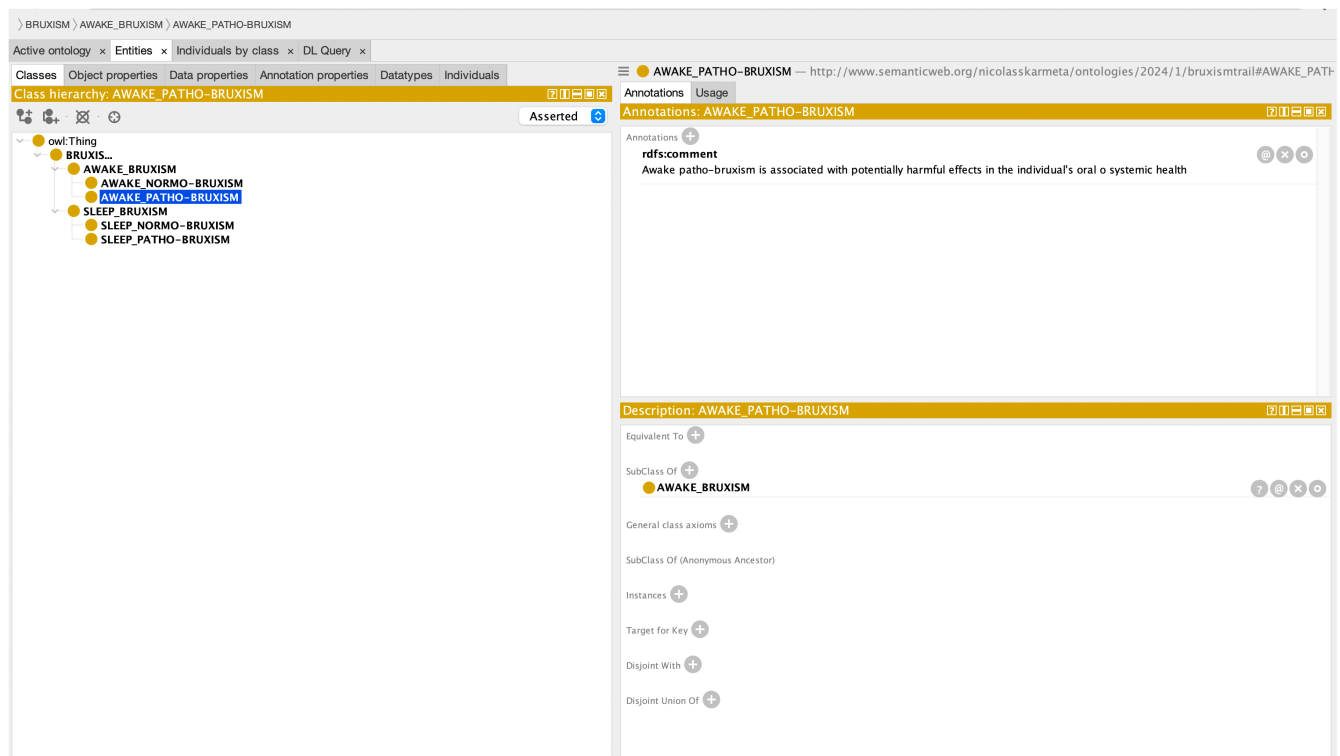 BRUXISM AWAKE_BRUXISM AWAKE_PATHO-BRUXISM
Active ontology × Entities × Individuals by class × DL Query ×
Classes Object properties Data properties Annotation properties Datatypes Individuals
Class hierarchy: AWAKE_PATHO-BRUXISM
Asserted
owl:Thing
BRUXIS...
AWAKE_BRUXISM
AWAKE_NORMO-BRUXISM
AWAKE_PATHO-BRUXISM
SLEEP_BRUXISM
SLEEP_NORMO-BRUXISM
SLEEP_PATHO-BRUXISM
AWAKE_PATHO-BRUXISM — http://www.semanticweb.org/nicolasskarmeta/ontologies/2024/1/bruxismtrail#AWAKE_PATH
Annotations Usage
Annotations: AWAKE_PATHO-BRUXISM
Annotations
rdfs:comment
Awake patho-bruxism is associated with potentially harmful effects in the individual's oral o systemic health
Description: AWAKE_PATHO-BRUXISM
Equivalent To
SubClass Of
AWAKE_BRUXISM
General class axioms
SubClass Of (Anonymous Ancestor)
Instances
Target for Key
Disjoint With
Disjoint Union Of